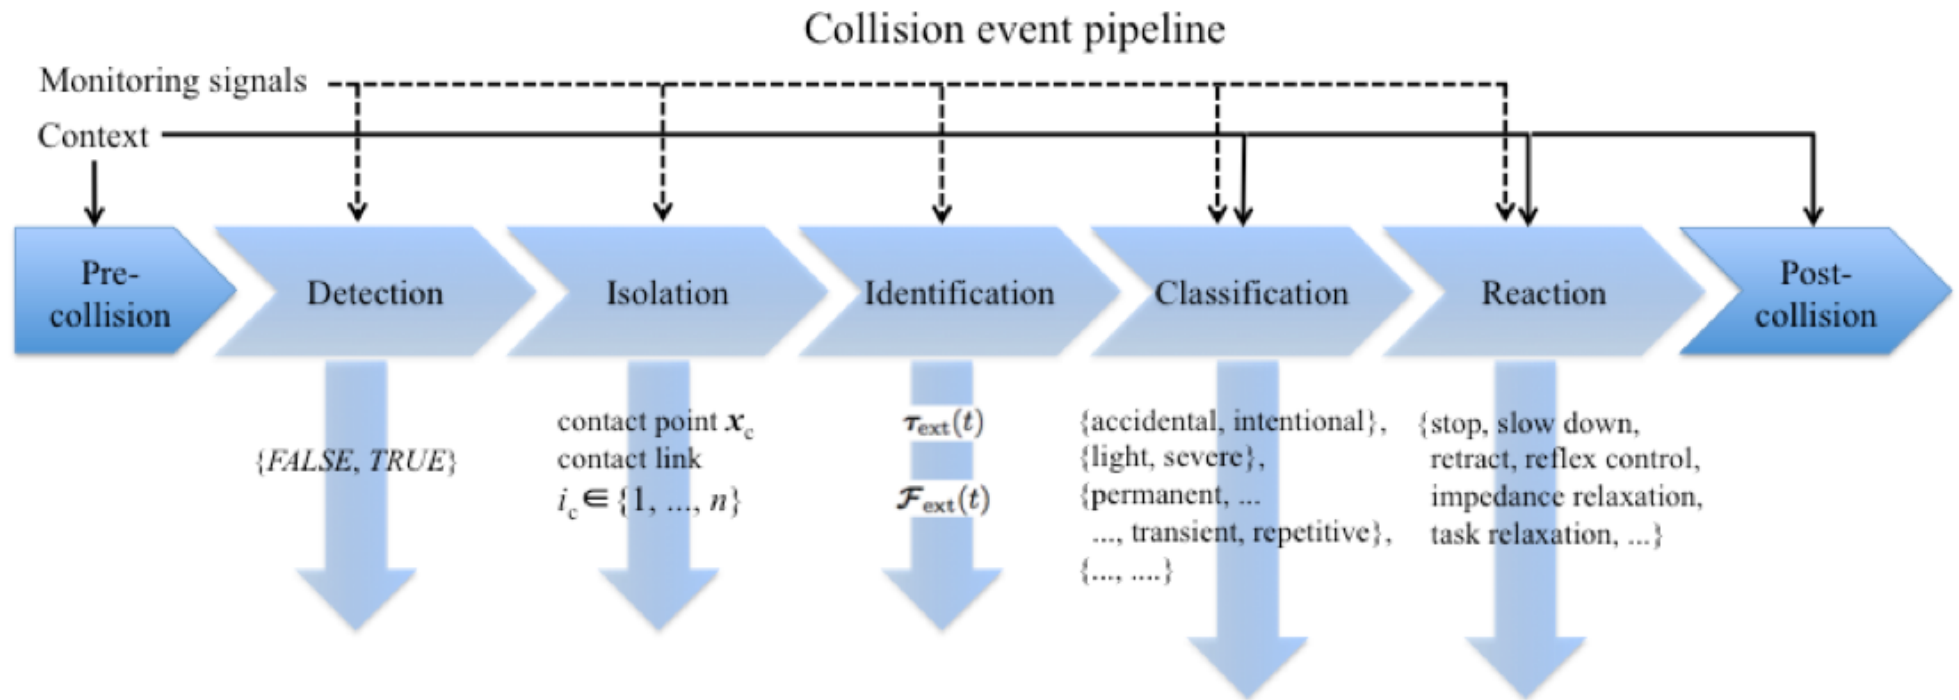 Collision event pipeline
Monitoring signals
Context
Pre-
collision
Detection
Isolation
Identification
Classification
Reaction
Post-
collision
{FALSE, TRUE}
contact point x_c
contact link
i_c ∈ {1, ..., n}
τ_ext(t)
ℱ_ext(t)
{accidental, intentional},
{light, severe},
{permanent, ...
..., transient, repetitive},
{..., ....}
{stop, slow down,
retract, reflex control,
impedance relaxation,
task relaxation, ...}